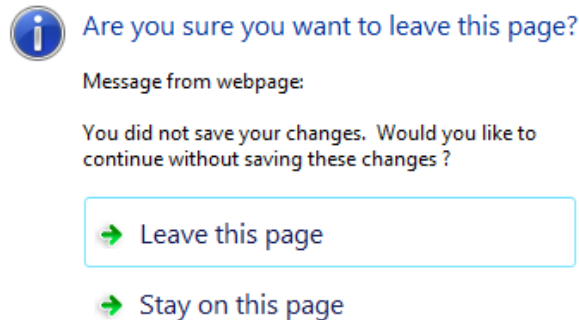 Are you sure you want to leave this page?
Message from webpage:
You did not save your changes.  Would you like to
continue without saving these changes ?
Leave this page
Stay on this page